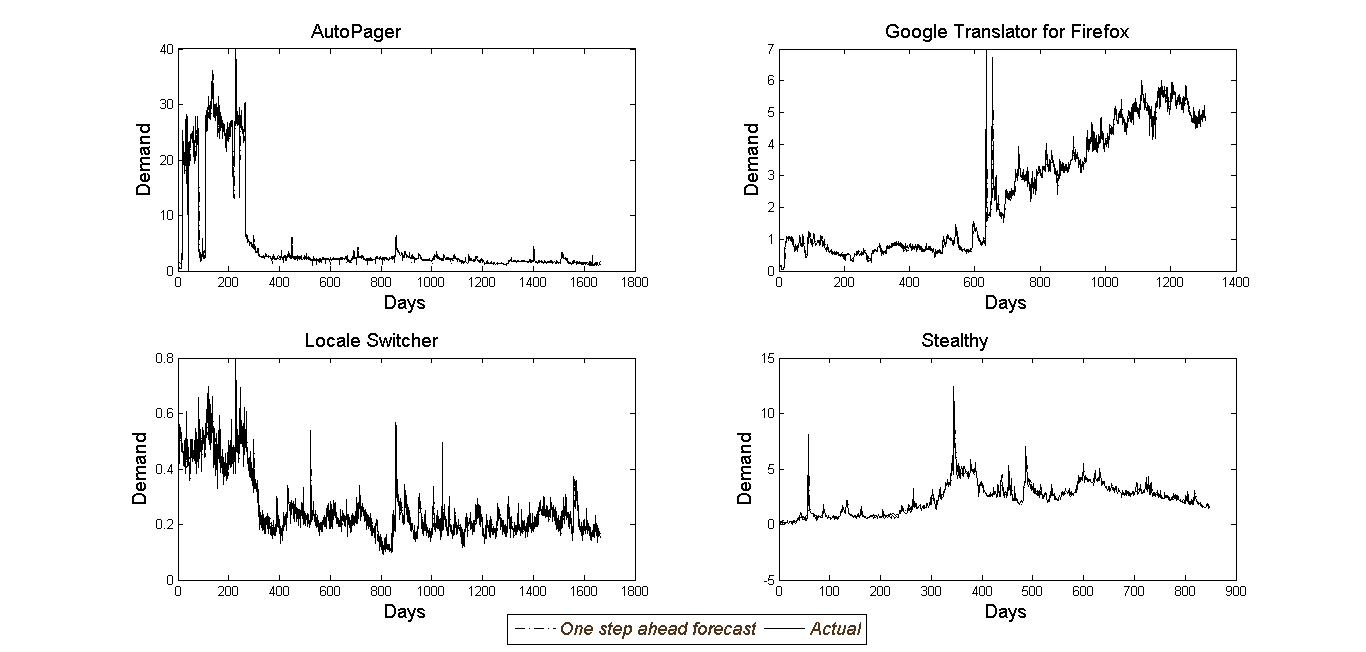 AutoPager
Google Translator for Firefox
40
30
20
10
0
Demand
0 200 400 600 800 1000 1200 1400 1600 1800
Days
7
6
5
4
3
2
1
0
Demand
0 200 400 600 800 1000 1200 1400
Days
Locale Switcher
Stealthy
0.8
0.6
0.4
0.2
0
Demand
0 200 400 600 800 1000 1200 1400 1600 1800
Days
15
10
5
0
-5
Demand
0 100 200 300 400 500 600 700 800 900
Days
One step ahead forecast Actual